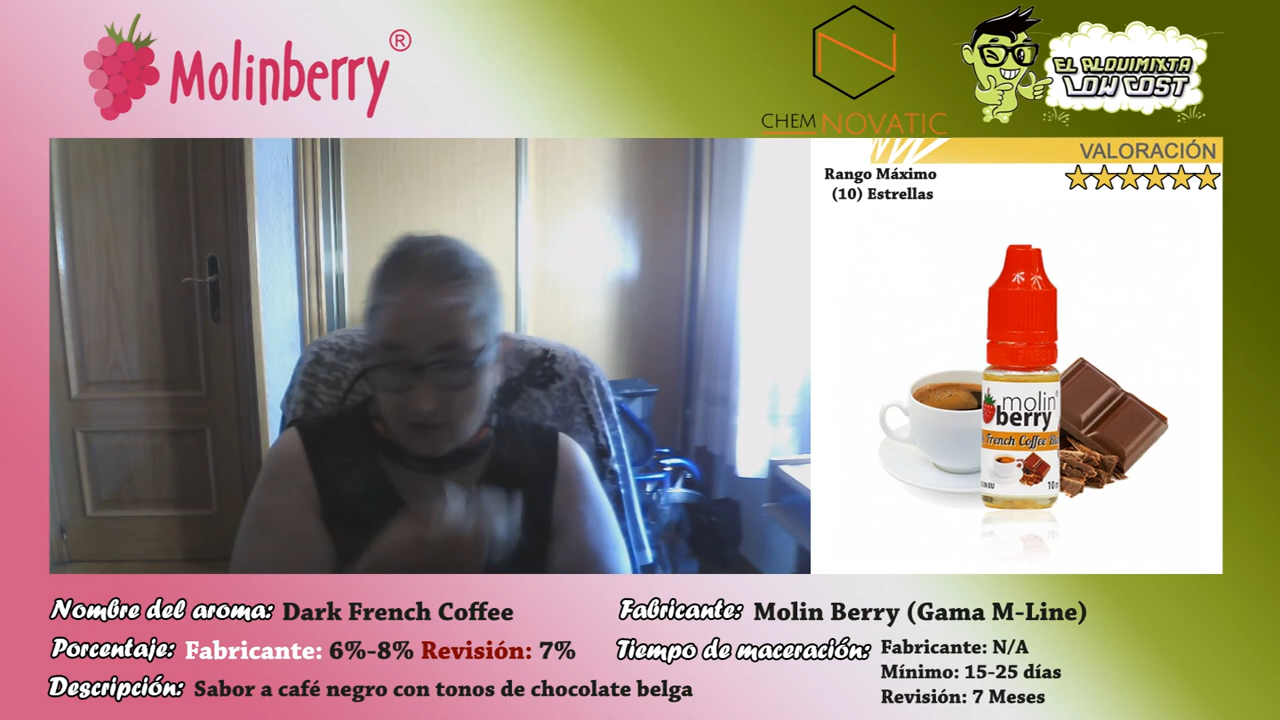 Molinberry®
CHEM NOVATIC
EL ALQUIMIXTA
LOW COST
VALORACIÓN
Rango Máximo
(10) Estrellas
molin
berry
French Coffee
10
Nombre del aroma: Dark French Coffee
Fabricante: Molin Berry (Gama M-Line)
Porcentaje: Fabricante: 6%-8% Revisión: 7%
Tiempo de maceración: Fabricante: N/A
Mínimo: 15-25 días
Revisión: 7 Meses
Descripción: Sabor a café negro con tonos de chocolate belga